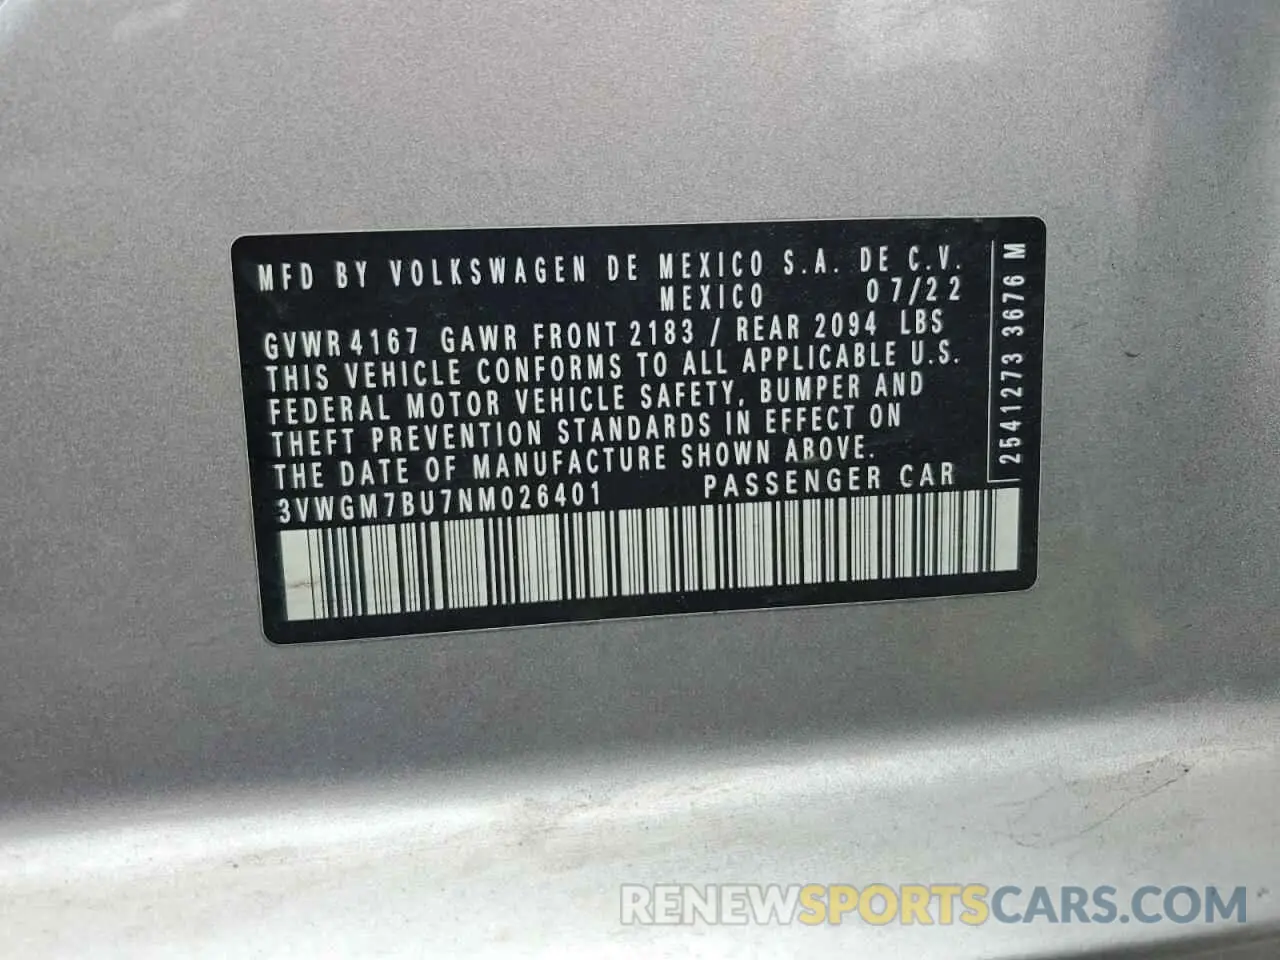 MFD BY VOLKSWAGEN DE MEXICO S.A. DE C.V.
MEXICO 07/22
GVWR 4167 GAWR FRONT 2183 / REAR 2094 LBS
THIS VEHICLE CONFORMS TO ALL APPLICABLE U.S.
FEDERAL MOTOR VEHICLE SAFETY, BUMPER AND
THEFT PREVENTION STANDARDS IN EFFECT ON
THE DATE OF MANUFACTURE SHOWN ABOVE.
3VWGM7BU7NM026401 PASSENGER CAR
2541273 3676 M
RENEWSPORTSCARS.COM